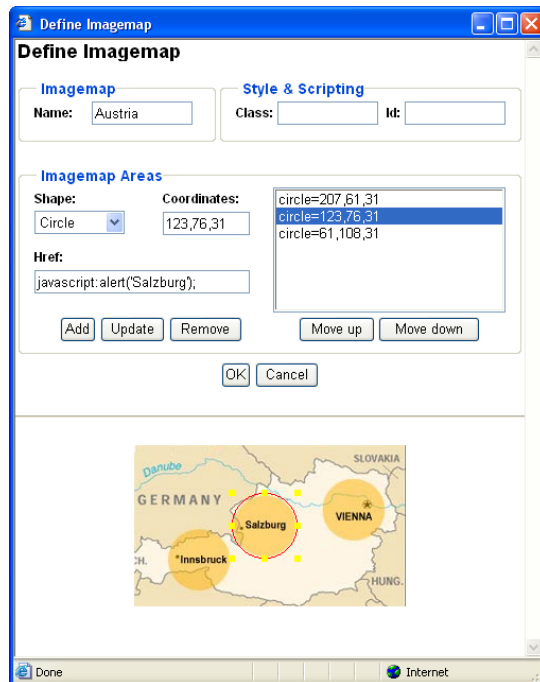 Define Imagemap
Define Imagemap
Imagemap
Name: Austria
Style & Scripting
Class: Id:
Imagemap Areas
Shape: Coordinates:
Circle 123,76,31
Href:
javascript:alert('Salzburg');
circle=207,61,31
circle=123,76,31
circle=61,108,31
Add Update Remove Move up Move down
OK Cancel
SLOVAKIA
Danube
GERMANY
VIENNA
Salzburg
CH. *Innsbruck
HUNG.
Done Internet